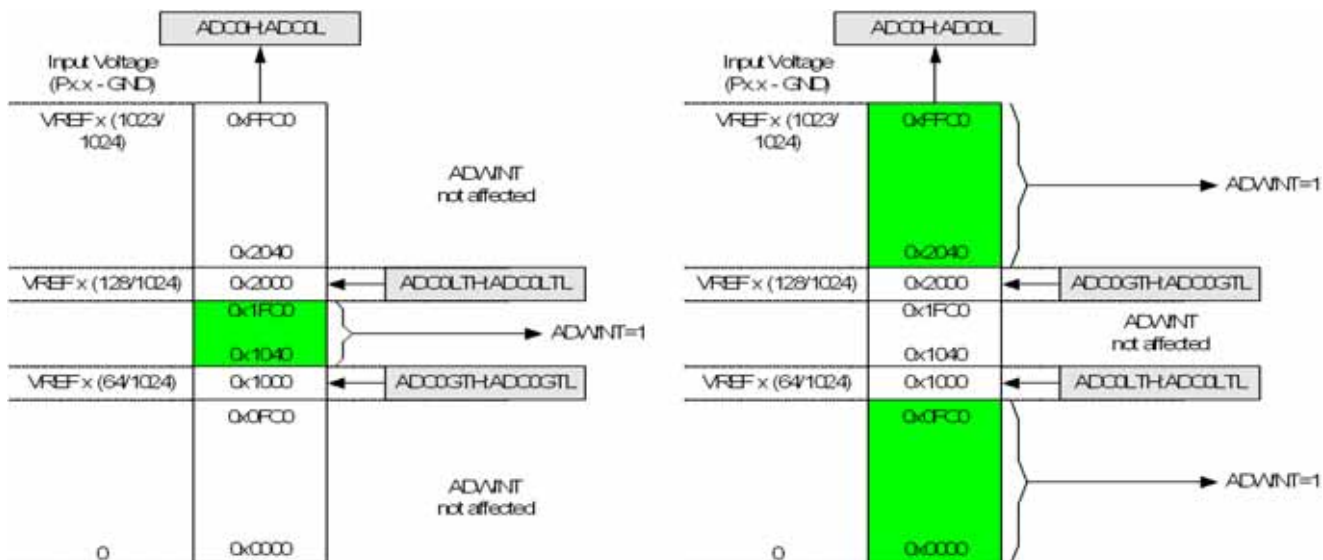 ADC0H:ADC0L
Input Voltage
(Px.x - GND)
VREF x (1023/
1024)
0xFFC0
ADWINT
not affected
0x2040
VREF x (128/1024)
0x2000
ADC0LTH:ADC0LTL
0x1FC0
ADWINT=1
0x1040
VREF x (64/1024)
0x1000
ADC0GTH:ADC0GTL
0x0FC0
ADWINT
not affected
0
0x0000
ADC0H:ADC0L
Input Voltage
(Px.x - GND)
VREF x (1023/
1024)
0xFFC0
ADWINT=1
0x2040
VREF x (128/1024)
0x2000
ADC0GTH:ADC0GTL
0x1FC0
ADWINT
not affected
0x1040
VREF x (64/1024)
0x1000
ADC0LTH:ADC0LTL
0x0FC0
ADWINT=1
0
0x0000